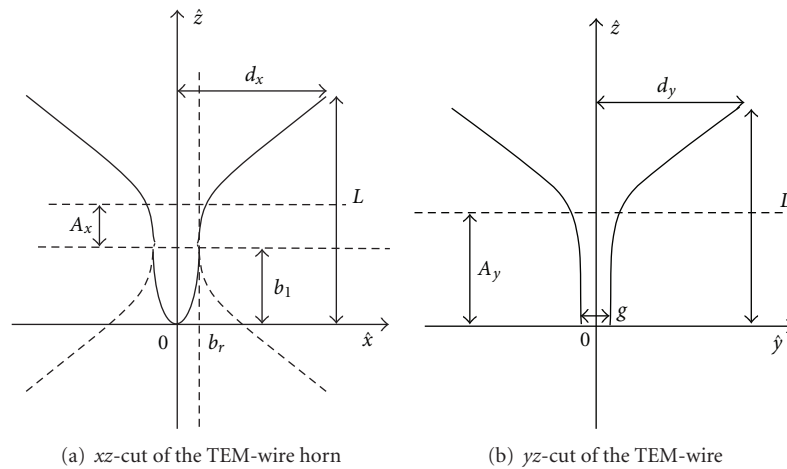 ẑ
d_x
L
A_x
b_1
0
b_r
x̂
(a) xz-cut of the TEM-wire horn
ẑ
d_y
L
A_y
g
0
ŷ
(b) yz-cut of the TEM-wire